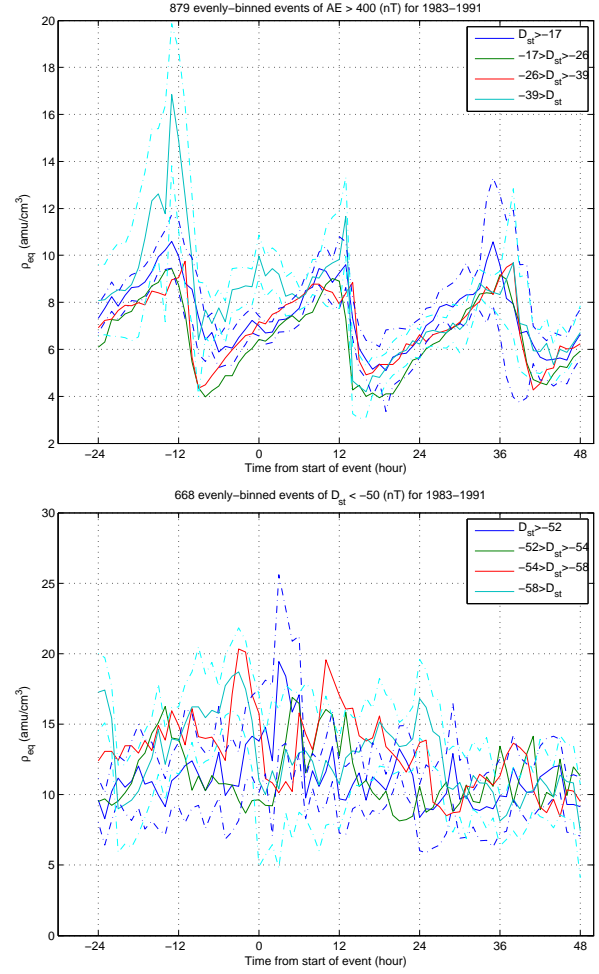 879 evenly−binned events of AE > 400 (nT) for 1983−1991
20
18
16
14
12
10
8
6
4
2
ρeq (amu/cm3)
Dst>−17
−17>Dst>−26
−26>Dst>−39
−39>Dst
−24 −12 0 12 24 36 48
Time from start of event (hour)
668 evenly−binned events of Dst < −50 (nT) for 1983−1991
30
25
20
15
10
5
0
ρeq (amu/cm3)
Dst>−52
−52>Dst>−54
−54>Dst>−58
−58>Dst
−24 −12 0 12 24 36 48
Time from start of event (hour)